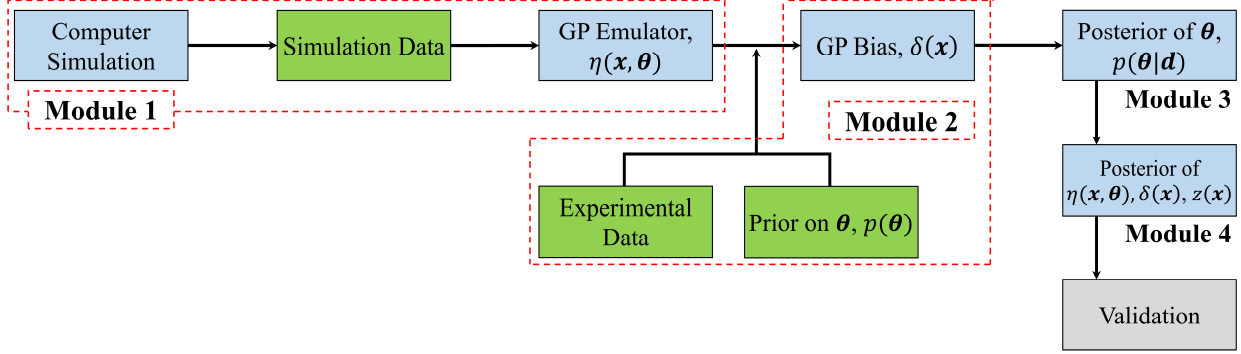 Computer
Simulation
Simulation Data
GP Emulator,
η(x, θ)
GP Bias, δ(x)
Posterior of θ,
p(θ|d)
Module 1
Module 2
Module 3
Posterior of
η(x, θ), δ(x), z(x)
Experimental
Data
Prior on θ, p(θ)
Module 4
Validation